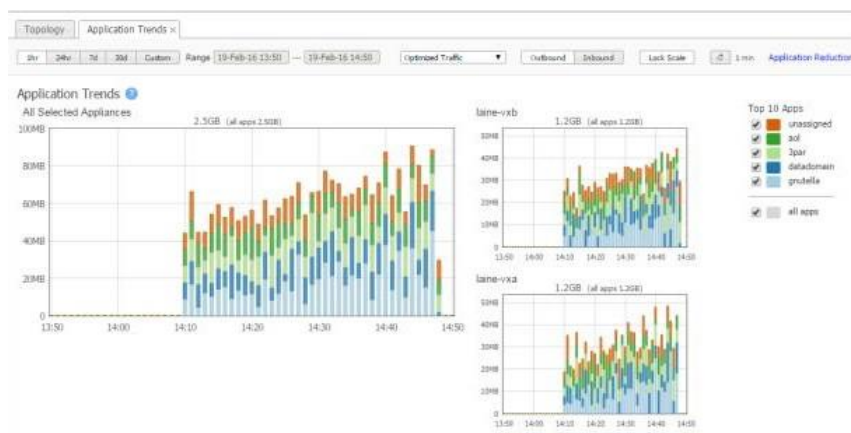 Topology
Application Trends ×
1hr 24hr 7d 30d Custom Range 19-Feb-16 13:50 — 19-Feb-16 14:50 Optimized Traffic ▼ Outbound Inbound Lock Scale 1 min Application Reduction
Application Trends ?
All Selected Appliances
2.5GB (all apps 2.5GB)
100MB
80MB
60MB
40MB
20MB
0
13:50 14:00 14:10 14:20 14:30 14:40 14:50
laine-vxb
1.2GB (all apps 1.2GB)
50MB
40MB
30MB
20MB
10MB
0
13:50 14:00 14:10 14:20 14:30 14:40 14:50
laine-vxa
1.2GB (all apps 1.2GB)
50MB
40MB
30MB
20MB
10MB
0
13:50 14:00 14:10 14:20 14:30 14:40 14:50
Top 10 Apps
unassigned
aol
3par
datadomain
gnutella
all apps